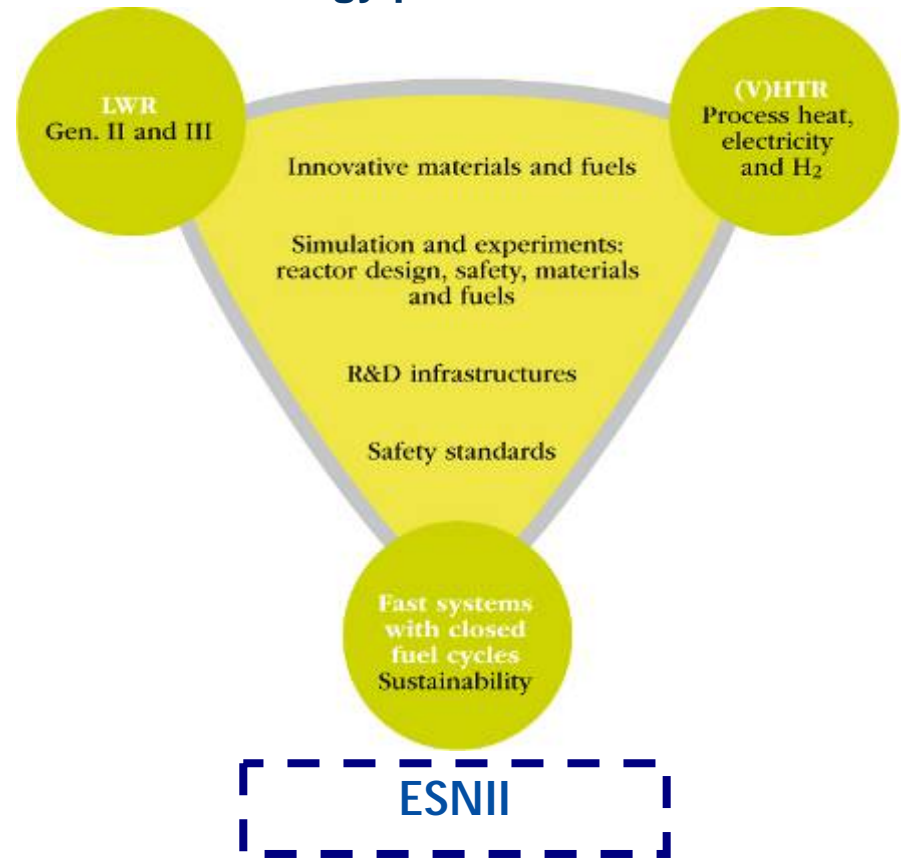 LWR
Gen. II and III
(V)HTR
Process heat,
electricity
and H₂
Innovative materials and fuels
Simulation and experiments:
reactor design, safety, materials
and fuels
R&D infrastructures
Safety standards
Fast systems
with closed
fuel cycles
Sustainability
ESNII